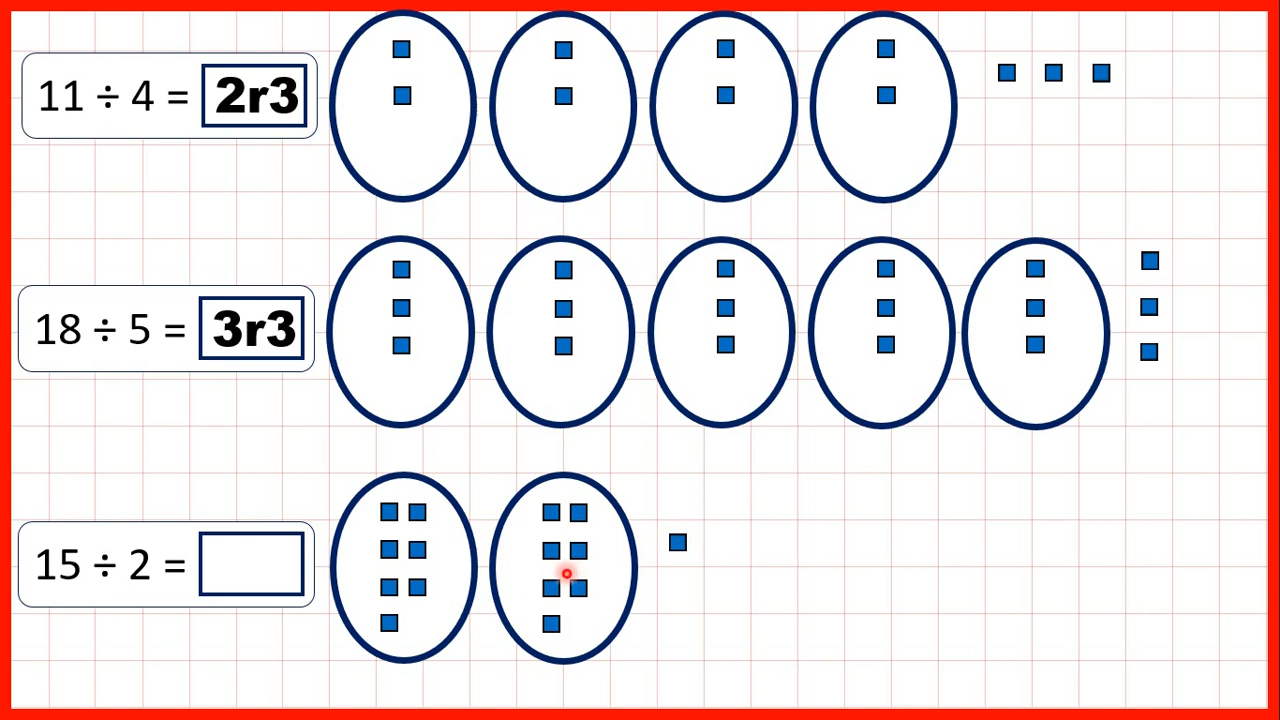 11 ÷ 4 = 2r3
18 ÷ 5 = 3r3
15 ÷ 2 =